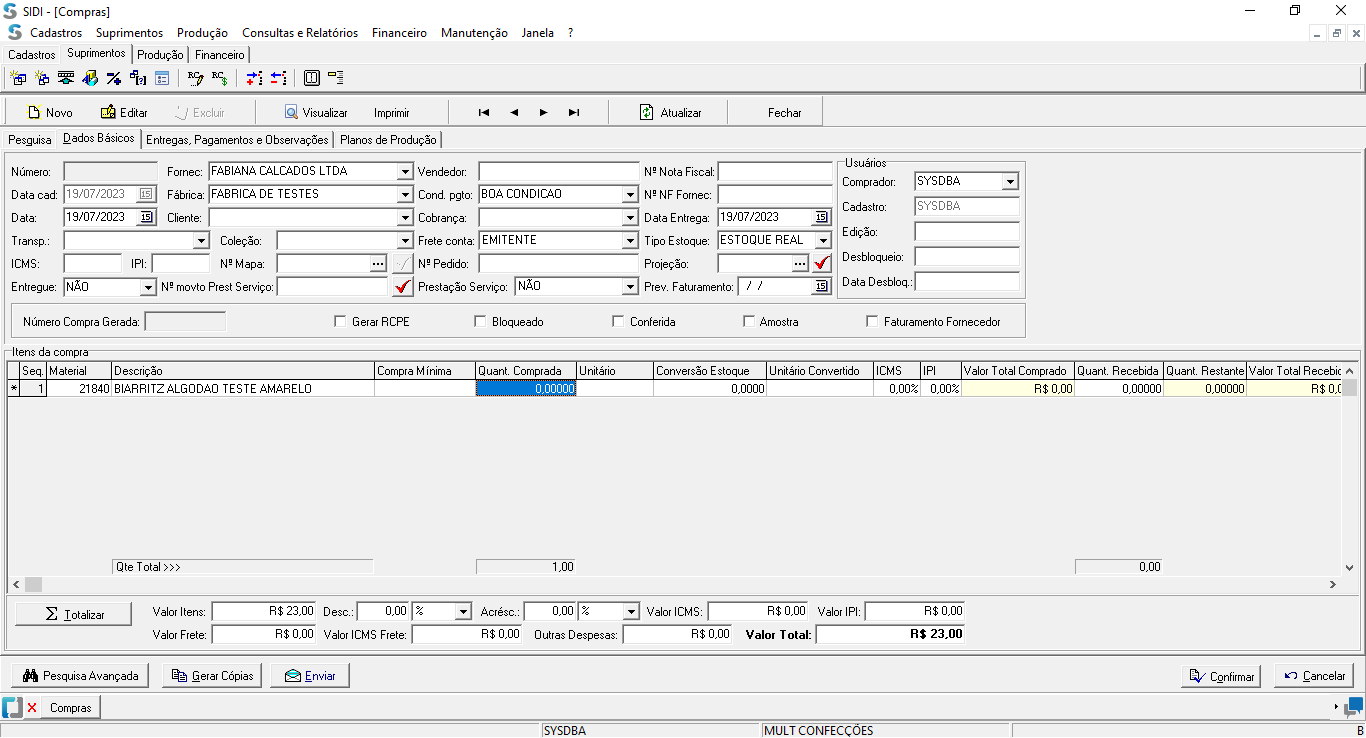 SIDI - [Compras]
Cadastros Suprimentos Produção Consultas e Relatórios Financeiro Manutenção Janela ?
Cadastros Suprimentos Produção Financeiro
Novo Editar Excluir Visualizar Imprimir Atualizar Fechar
Pesquisa Dados Básicos Entregas, Pagamentos e Observações Planos de Produção
Número: Fornec: FABIANA CALCADOS LTDA Vendedor: Nº Nota Fiscal:
Data cad: 19/07/2023 15 Fábrica: FABRICA DE TESTES Cond. pgto: BOA CONDICAO Nº NF Fornec:
Data: 19/07/2023 15 Cliente: Cobrança: Data Entrega: 19/07/2023 15
Transp.: Coleção: Frete conta: EMITENTE Tipo Estoque: ESTOQUE REAL
ICMS: IPI: Nº Mapa: ... Nº Pedido: Projeção: ...
Entregue: NÃO Nº movto Prest Serviço: Prestação Serviço: NÃO Prev. Faturamento: / / 15
Usuários
Comprador: SYSDBA
Cadastro: SYSDBA
Edição:
Desbloqueio:
Data Desbloq.:
Número Compra Gerada: Gerar RCPE Bloqueado Conferida Amostra Faturamento Fornecedor
Itens da compra
Seq. Material Descrição Compra Mínima Quant. Comprada Unitário Conversão Estoque Unitário Convertido ICMS IPI Valor Total Comprado Quant. Recebida Quant. Restante Valor Total Recebic
* 1 21840 BIARRITZ ALGODAO TESTE AMARELO 0,00000 0,0000 0,00% 0,00% R$ 0,00 0,00000 0,00000 R$ 0,0
Qte Total >>> 1,00 0,00
Σ Totalizar Valor Itens: R$ 23,00 Desc.: 0,00 % Acrésc.: 0,00 % Valor ICMS: R$ 0,00 Valor IPI: R$ 0,00
Valor Frete: R$ 0,00 Valor ICMS Frete: R$ 0,00 Outras Despesas: R$ 0,00 Valor Total: R$ 23,00
Pesquisa Avançada Gerar Cópias Enviar Confirmar Cancelar
Compras
SYSDBA MULT CONFECÇÕES B